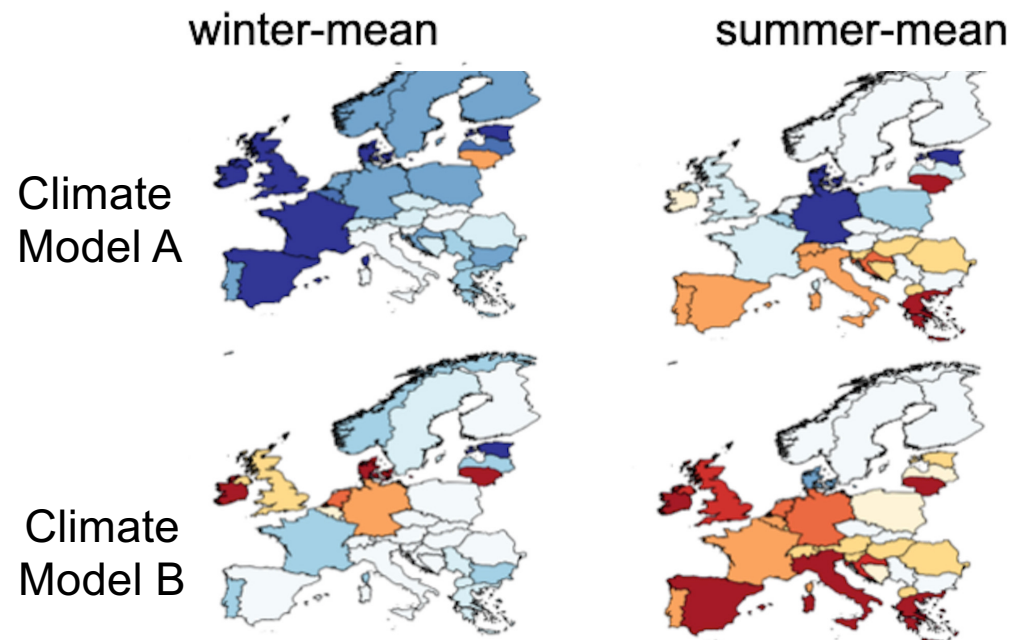 winter-mean
summer-mean
Climate
Model A
Climate
Model B